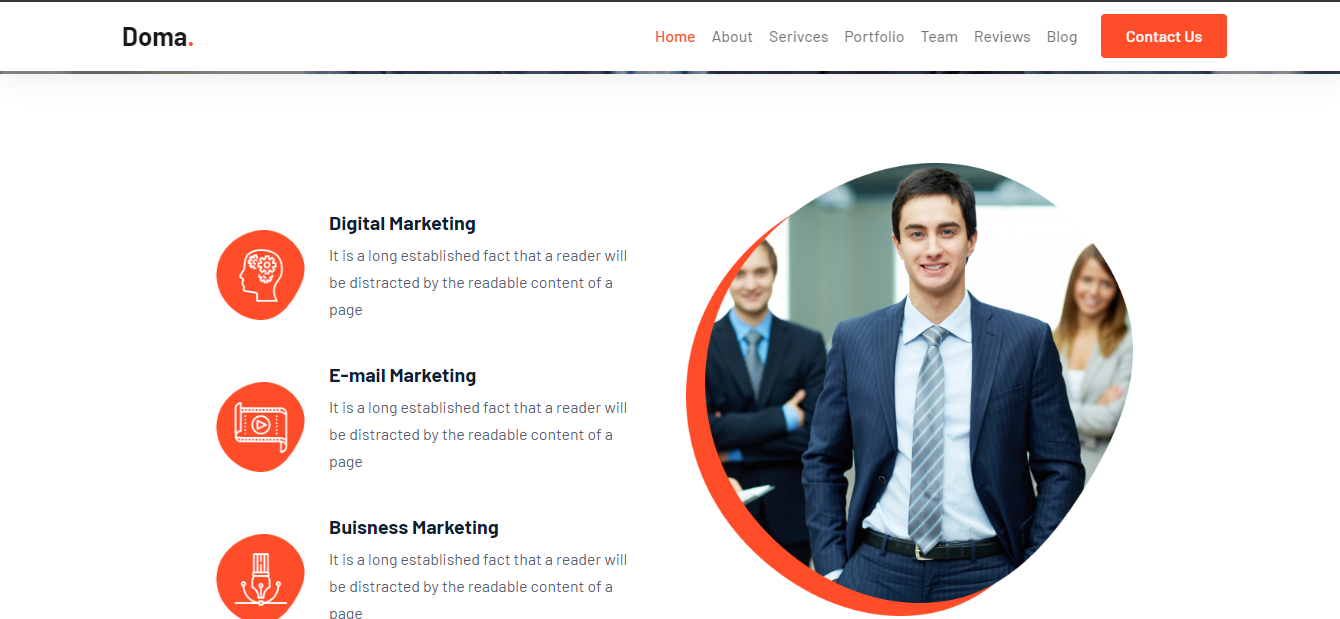 Doma.
Home About Serivces Portfolio Team Reviews Blog Contact Us
Digital Marketing
It is a long established fact that a reader will
be distracted by the readable content of a
page
E-mail Marketing
It is a long established fact that a reader will
be distracted by the readable content of a
page
Buisness Marketing
It is a long established fact that a reader will
be distracted by the readable content of a
page